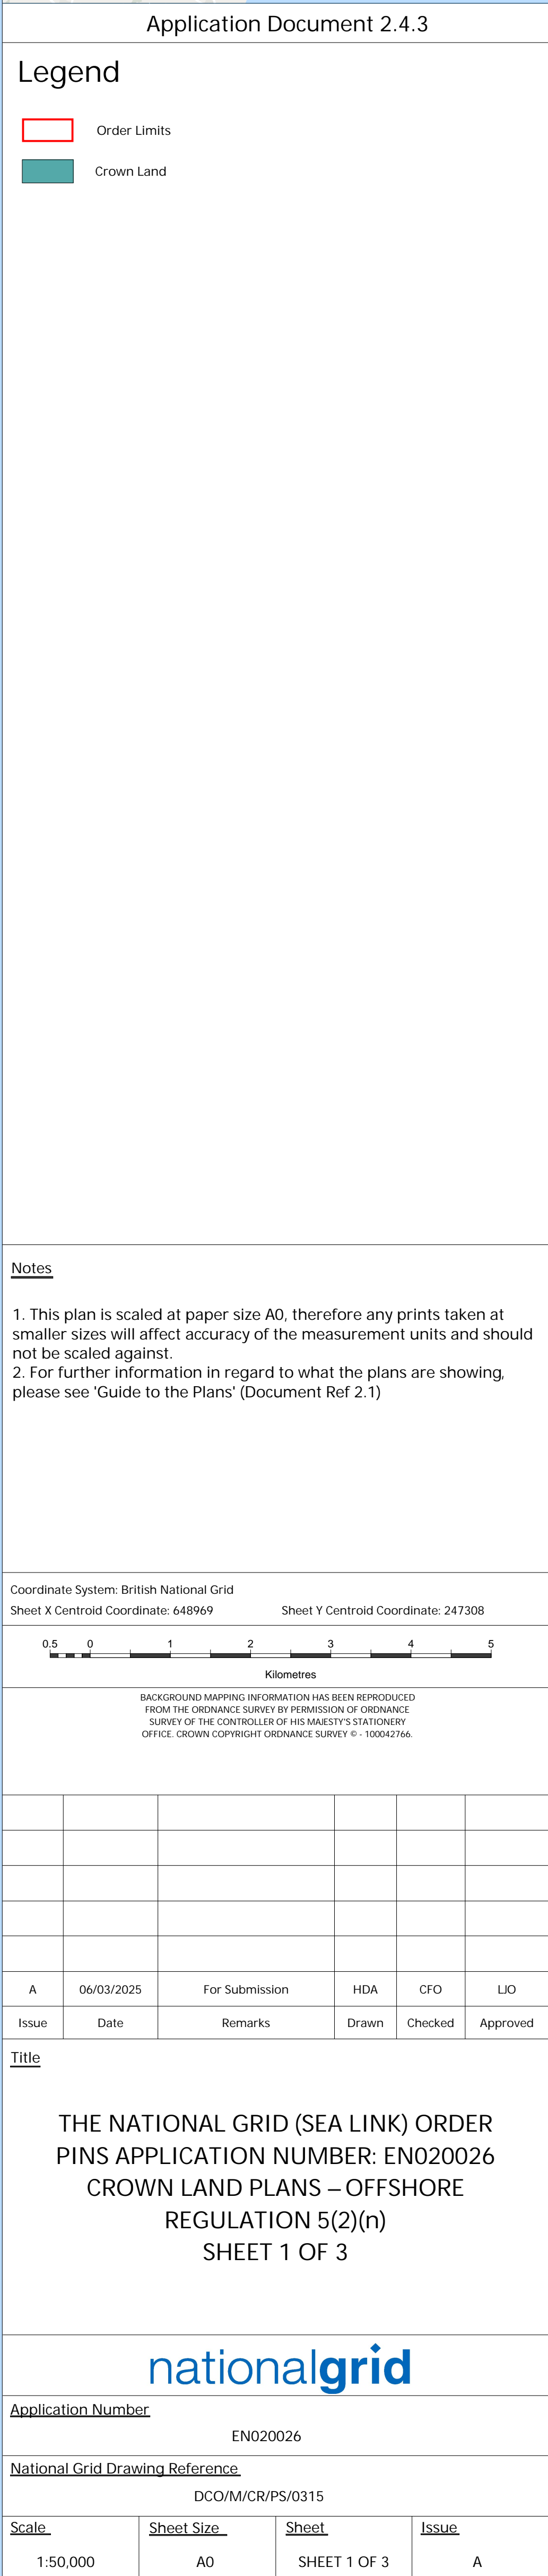 Application Document 2.4.3
Legend
Order Limits
Crown Land
Notes
1. This plan is scaled at paper size A0, therefore any prints taken at
smaller sizes will affect accuracy of the measurement units and should
not be scaled against.
2. For further information in regard to what the plans are showing,
please see 'Guide to the Plans' (Document Ref 2.1)
Coordinate System: British National Grid
Sheet X Centroid Coordinate: 648969 Sheet Y Centroid Coordinate: 247308
0.5 0 1 2 3 4 5
Kilometres
BACKGROUND MAPPING INFORMATION HAS BEEN REPRODUCED
FROM THE ORDNANCE SURVEY BY PERMISSION OF ORDNANCE
SURVEY OF THE CONTROLLER OF HIS MAJESTY'S STATIONERY
OFFICE. CROWN COPYRIGHT ORDNANCE SURVEY © - 100042766.
A 06/03/2025 For Submission HDA CFO LJO
Issue Date Remarks Drawn Checked Approved
Title
THE NATIONAL GRID (SEA LINK) ORDER
PINS APPLICATION NUMBER: EN020026
CROWN LAND PLANS – OFFSHORE
REGULATION 5(2)(n)
SHEET 1 OF 3
nationalgrid
Application Number
EN020026
National Grid Drawing Reference
DCO/M/CR/PS/0315
Scale Sheet Size Sheet Issue
1:50,000 A0 SHEET 1 OF 3 A